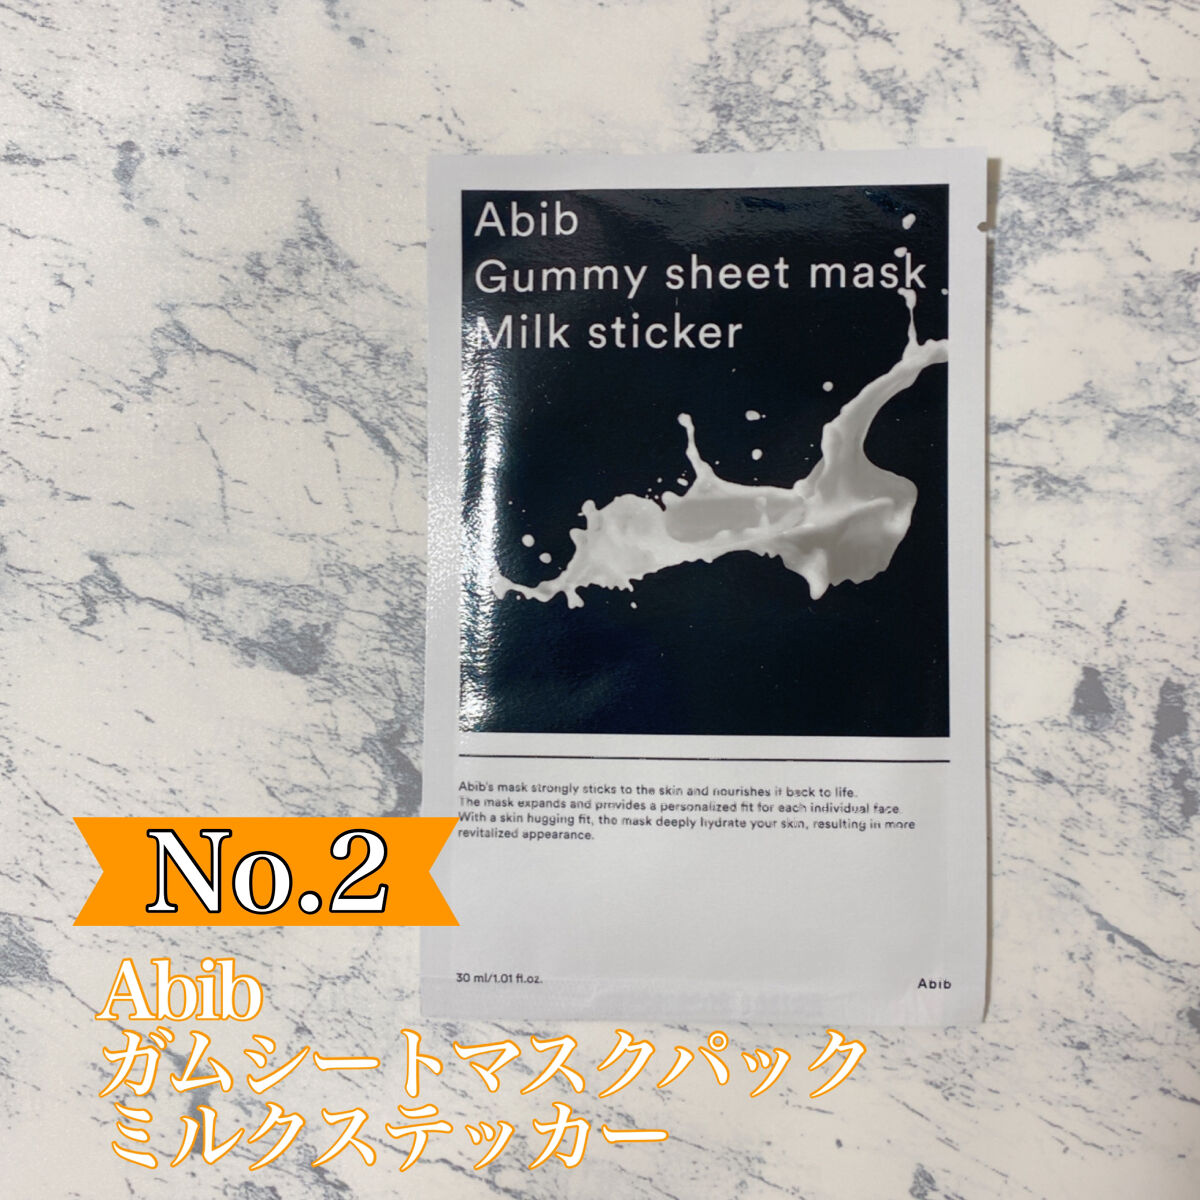 Abib
Gummy sheet mask
Milk sticker
Abib's mask strongly sticks to the skin and nourishes it back to life.
The mask expands and provides a personalized fit for each individual face.
With a skin hugging fit, the mask deeply hydrate your skin, resulting in more
revitalized appearance.
30 ml/1.01 fl.oz.
Abib
No.2
Abib
ガムシートマスクパック
ミルクステッカー